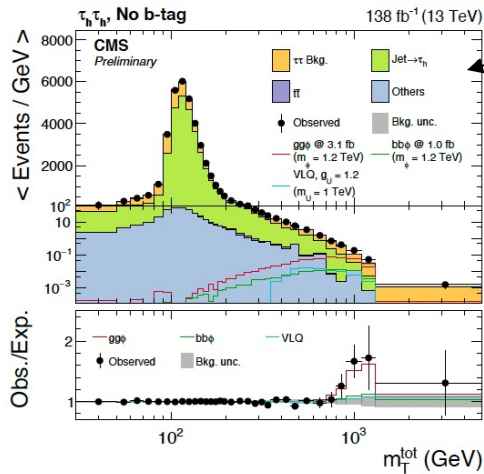 τhτh, No b-tag 138 fb⁻¹ (13 TeV)
CMS
Preliminary
ττ Bkg. Jet→τh
tt̄ Others
Observed Bkg. unc.
ggϕ @ 3.1 fb bbϕ @ 1.0 fb
(mϕ = 1.2 TeV) (mϕ = 1.2 TeV)
VLQ, gU = 1.2
(mU = 1 TeV)
< Events / GeV >
8000
6000
4000
2000
10²
10
10⁻¹
10⁻³
ggϕ bbϕ VLQ
Observed Bkg. unc.
Obs./Exp.
2
1
10² 10³
mTtot (GeV)